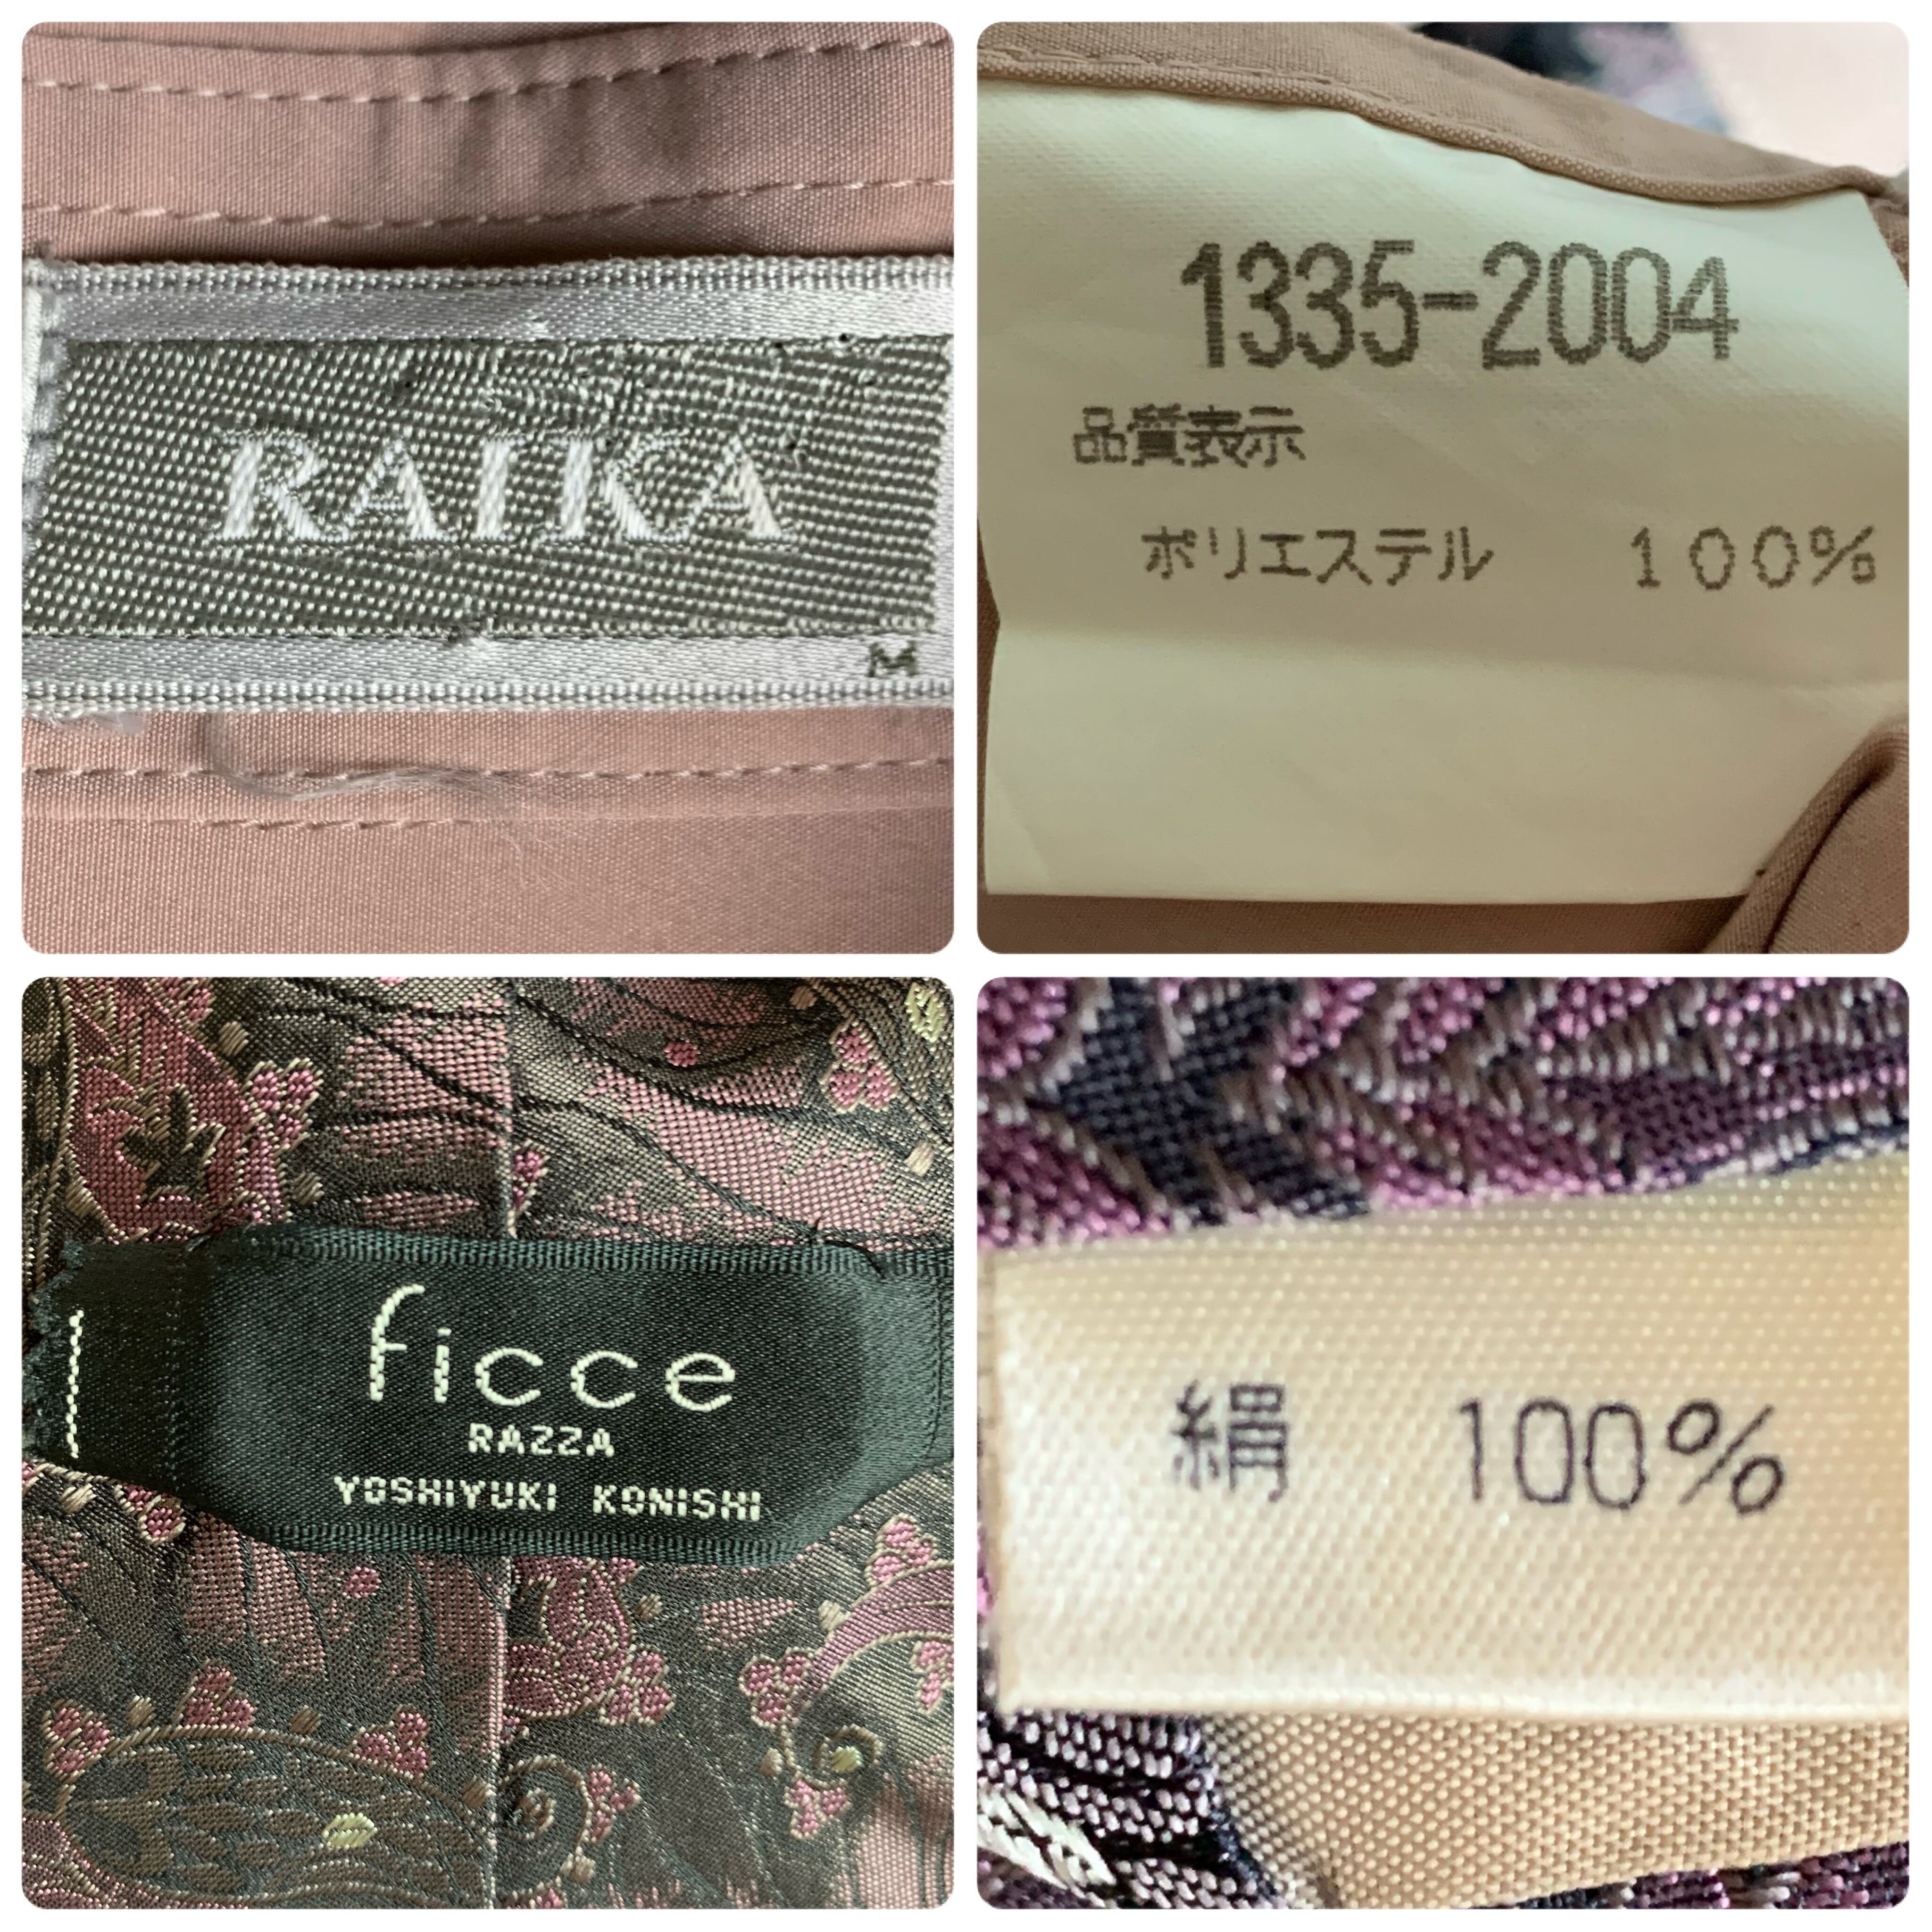 RAIKA
M
1335-2004
品質表示
ポリエステル 100%
ficce
RAZZA
YOSHIYUKI KONISHI
絹 100%